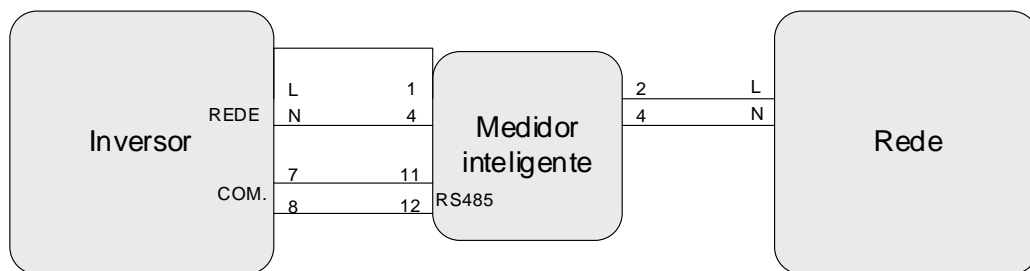 Inversor
REDE
L
N
1
4
COM.
7
8
11
12
RS485
Medidor
inteligente
2
4
L
N
Rede